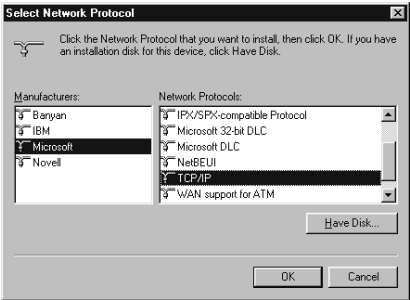 Select Network Protocol
Click the Network Protocol that you want to install, then click OK. If you have
an installation disk for this device, click Have Disk.
Manufacturers:
Banyan
IBM
Microsoft
Novell
Network Protocols:
IPX/SPX-compatible Protocol
Microsoft 32-bit DLC
Microsoft DLC
NetBEUI
TCP/IP
WAN support for ATM
Have Disk...
OK
Cancel